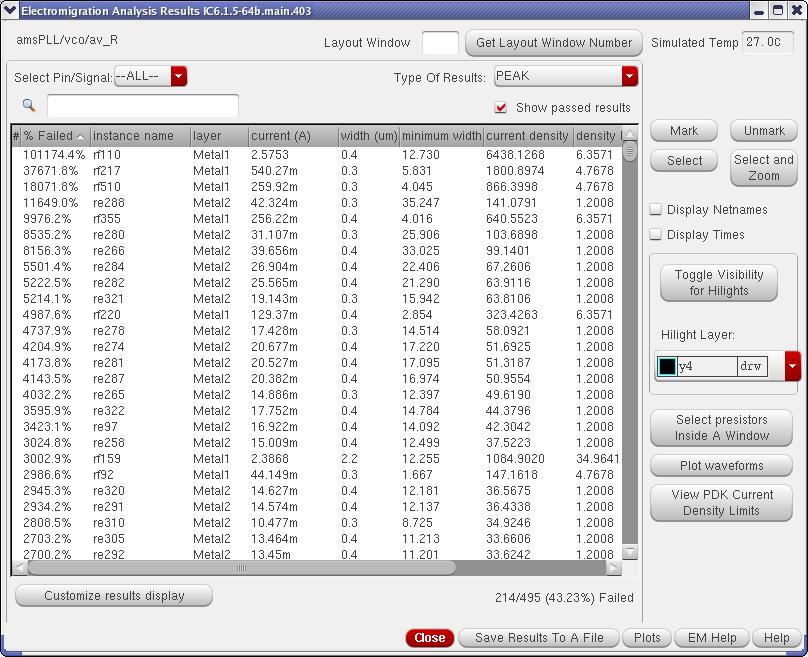 Electromigration Analysis Results IC6.1.5-64b.main.403
amsPLL/vco/av_R
Layout Window
Get Layout Window Number
Simulated Temp 27.0C
Select Pin/Signal: --ALL--
Type Of Results: PEAK
Show passed results
# % Failed instance name layer current (A) width (um) minimum width current density density l
101174.4% rf110 Metal1 2.5753 0.4 12.730 6438.1268 6.3571
37671.8% rf217 Metal1 540.27m 0.3 5.831 1800.8974 4.7678
18071.8% rf510 Metal1 259.92m 0.3 4.045 866.3998 4.7678
11649.0% re288 Metal2 42.324m 0.3 35.247 141.0791 1.2008
9976.2% rf355 Metal1 256.22m 0.4 4.016 640.5523 6.3571
8535.2% re280 Metal2 31.107m 0.3 25.906 103.6898 1.2008
8156.3% re266 Metal2 39.656m 0.4 33.025 99.1401 1.2008
5501.4% re284 Metal2 26.904m 0.4 22.406 67.2606 1.2008
5222.5% re282 Metal2 25.565m 0.4 21.290 63.9116 1.2008
5214.1% re321 Metal2 19.143m 0.3 15.942 63.8106 1.2008
4987.6% rf220 Metal1 129.37m 0.4 2.854 323.4263 6.3571
4737.9% re278 Metal2 17.428m 0.3 14.514 58.0921 1.2008
4204.9% re274 Metal2 20.677m 0.4 17.220 51.6925 1.2008
4173.8% re281 Metal2 20.527m 0.4 17.095 51.3187 1.2008
4143.5% re287 Metal2 20.382m 0.4 16.974 50.9554 1.2008
4032.2% re265 Metal2 14.886m 0.3 12.397 49.6190 1.2008
3595.9% re322 Metal2 17.752m 0.4 14.784 44.3796 1.2008
3423.1% re97 Metal2 16.922m 0.4 14.092 42.3042 1.2008
3024.8% re258 Metal2 15.009m 0.4 12.499 37.5223 1.2008
3002.9% rf159 Metal1 2.3868 2.2 12.255 1084.9020 34.9641
2986.6% rf92 Metal1 44.149m 0.3 1.667 147.1618 4.7678
2945.3% re320 Metal2 14.627m 0.4 12.181 36.5675 1.2008
2934.2% re291 Metal2 14.574m 0.4 12.137 36.4338 1.2008
2808.5% re310 Metal2 10.477m 0.3 8.725 34.9246 1.2008
2703.2% re305 Metal2 13.464m 0.4 11.213 33.6606 1.2008
2700.2% re292 Metal2 13.45m 0.4 11.201 33.6242 1.2008
Customize results display
214/495 (43.23%) Failed
Mark
Unmark
Select
Select and
Zoom
Display Netnames
Display Times
Toggle Visibility
for Hilights
Hilight Layer:
y4 drw
Select presistors
Inside A Window
Plot waveforms
View PDK Current
Density Limits
Close
Save Results To A File
Plots
EM Help
Help